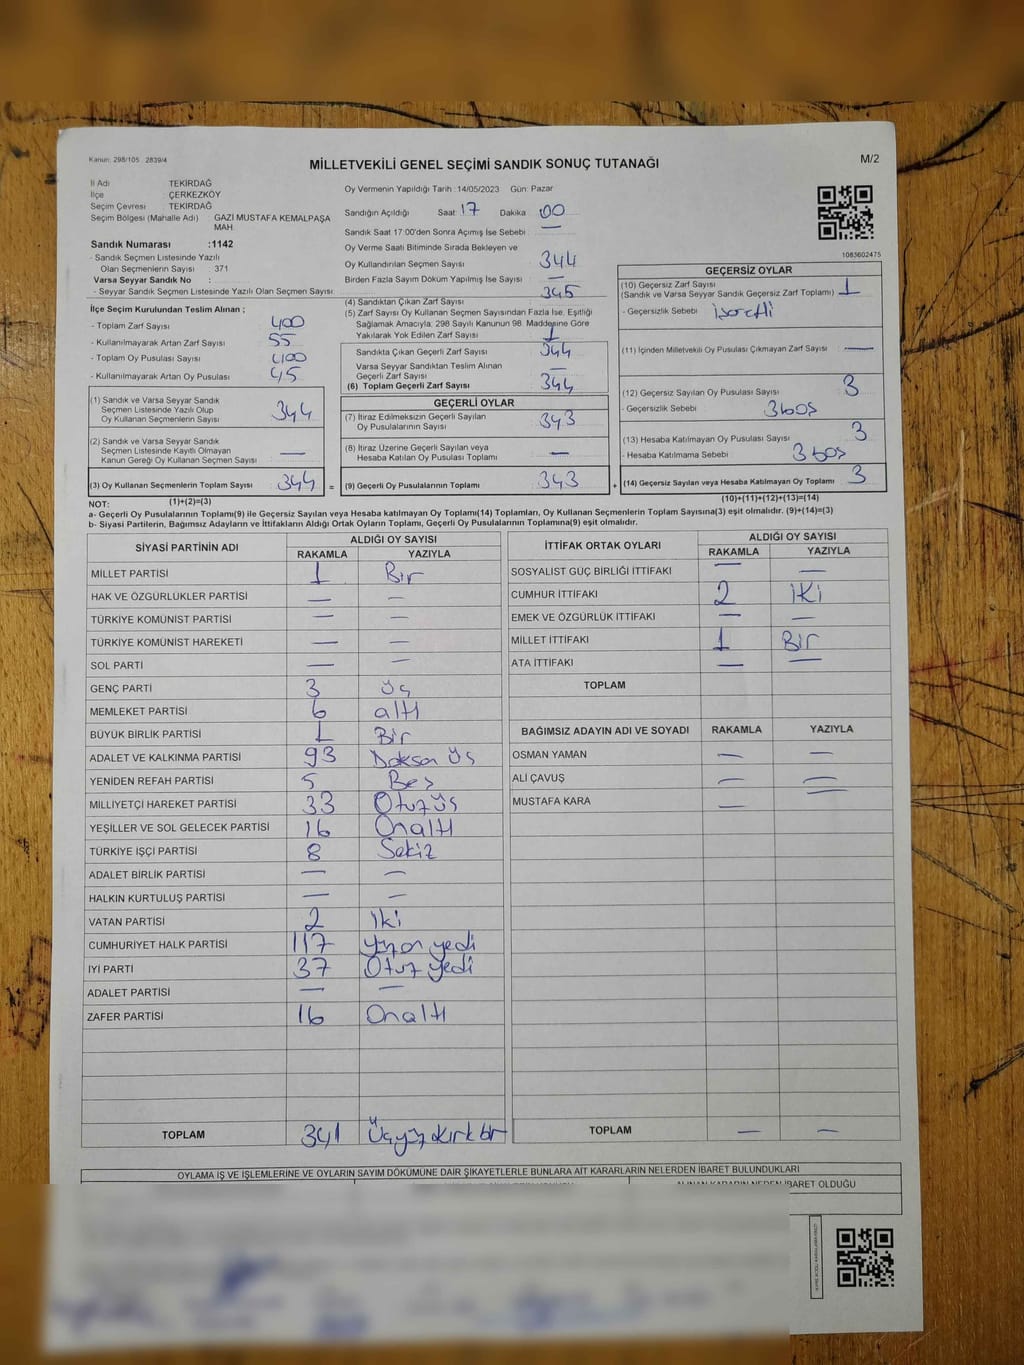 Kanun: 298/105 2839/4
MİLLETVEKİLİ GENEL SEÇİMİ SANDIK SONUÇ TUTANAĞI
M/2
İl Adı TEKİRDAĞ
İlçe ÇERKEZKÖY
Seçim Çevresi TEKİRDAĞ
Seçim Bölgesi (Mahalle Adı) : GAZİ MUSTAFA KEMALPAŞA MAH.
Sandık Numarası :1142
- Sandık Seçmen Listesinde Yazılı
Olan Seçmenlerin Sayısı : 371
Varsa Seyyar Sandık No :
- Seyyar Sandık Seçmen Listesinde Yazılı Olan Seçmen Sayısı:
Oy Vermenin Yapıldığı Tarih :14/05/2023 Gün: Pazar
Sandığın Açıldığı Saat: 17 Dakika: 00
Sandık Saat 17:00'den Sonra Açımış İse Sebebi : —
Oy Verme Saati Bitiminde Sırada Bekleyen ve
Oy Kullandırılan Seçmen Sayısı 344
Birden Fazla Sayım Döküm Yapılmış İse Sayısı —
1083602475
İlçe Seçim Kurulundan Teslim Alınan ;
- Toplam Zarf Sayısı 400
- Kullanılmayarak Artan Zarf Sayısı 55
- Toplam Oy Pusulası Sayısı 400
- Kullanılmayarak Artan Oy Pusulası 45
(1) Sandık ve Varsa Seyyar Sandık
Seçmen Listesinde Yazılı Olup
Oy Kullanan Seçmenlerin Sayısı 344
(2) Sandık ve Varsa Seyyar Sandık
Seçmen Listesinde Kayıtlı Olmayan
Kanun Gereği Oy Kullanan Seçmen Sayısı —
(3) Oy Kullanan Seçmenlerin Toplam Sayısı 344 =
(1)+(2)=(3)
(4) Sandıktan Çıkan Zarf Sayısı 345
(5) Zarf Sayısı Oy Kullanan Seçmen Sayısından Fazla İse, Eşitliği
Sağlamak Amacıyla; 298 Sayılı Kanunun 98. Maddesine Göre
Yakılarak Yok Edilen Zarf Sayısı 1
Sandıkta Çıkan Geçerli Zarf Sayısı 344
Varsa Seyyar Sandıktan Teslim Alınan
Geçerli Zarf Sayısı —
(6) Toplam Geçerli Zarf Sayısı 344
GEÇERLİ OYLAR
(7) İtiraz Edilmeksizin Geçerli Sayılan
Oy Pusulalarının Sayısı 343
(8) İtiraz Üzerine Geçerli Sayılan veya
Hesaba Katılan Oy Pusulası Toplamı —
(9) Geçerli Oy Pusulalarının Toplamı 343 +
GEÇERSİZ OYLAR
(10) Geçersiz Zarf Sayısı
(Sandık ve Varsa Seyyar Sandık Geçersiz Zarf Toplamı) 1
- Geçersizlik Sebebi : İşaretli
(11) İçinden Milletvekili Oy Pusulası Çıkmayan Zarf Sayısı —
(12) Geçersiz Sayılan Oy Pusulası Sayısı 3
- Geçersizlik Sebebi 3 boş
(13) Hesaba Katılmayan Oy Pusulası Sayısı 3
- Hesaba Katılmama Sebebi : 3 boş
(14) Geçersiz Sayılan veya Hesaba Katılmayan Oy Toplamı 3
(10)+(11)+(12)+(13)=(14)
NOT:
a- Geçerli Oy Pusulalarının Toplamı(9) ile Geçersiz Sayılan veya Hesaba katılmayan Oy Toplamı(14) Toplamları, Oy Kullanan Seçmenlerin Toplam Sayısına(3) eşit olmalıdır. (9)+(14)=(3)
b- Siyasi Partilerin, Bağımsız Adayların ve İttifakların Aldığı Ortak Oyların Toplamı, Geçerli Oy Pusulalarının Toplamına(9) eşit olmalıdır.
SİYASİ PARTİNİN ADI ALDIĞI OY SAYISI
RAKAMLA YAZIYLA
MİLLET PARTİSİ 1 Bir
HAK VE ÖZGÜRLÜKLER PARTİSİ — —
TÜRKİYE KOMÜNİST PARTİSİ — —
TÜRKİYE KOMÜNİST HAREKETİ — —
SOL PARTİ — —
GENÇ PARTİ 3 üç
MEMLEKET PARTİSİ 6 altı
BÜYÜK BİRLİK PARTİSİ 1 Bir
ADALET VE KALKINMA PARTİSİ 93 Doksan üs
YENİDEN REFAH PARTİSİ 5 Beş
MİLLİYETÇİ HAREKET PARTİSİ 33 Otuzüs
YEŞİLLER VE SOL GELECEK PARTİSİ 16 Onaltı
TÜRKİYE İŞÇİ PARTİSİ 8 Sekiz
ADALET BİRLİK PARTİSİ — —
HALKIN KURTULUŞ PARTİSİ — —
VATAN PARTİSİ 2 iki
CUMHURİYET HALK PARTİSİ 117 Yüzon yedi
İYİ PARTİ 37 Otuz yedi
ADALET PARTİSİ — —
ZAFER PARTİSİ 16 Onaltı
TOPLAM 341 Üçyüz Kırk bir
İTTİFAK ORTAK OYLARI ALDIĞI OY SAYISI
RAKAMLA YAZIYLA
SOSYALİST GÜÇ BİRLİĞİ İTTİFAKI — —
CUMHUR İTTİFAKI 2 iki
EMEK VE ÖZGÜRLÜK İTTİFAKI — —
MİLLET İTTİFAKI 1 Bir
ATA İTTİFAKI — —
TOPLAM
BAĞIMSIZ ADAYIN ADI VE SOYADI RAKAMLA YAZIYLA
OSMAN YAMAN — —
ALİ ÇAVUŞ — —
MUSTAFA KARA — —
TOPLAM — —
OYLAMA İŞ VE İŞLEMLERİNE VE OYLARIN SAYIM DÖKÜMÜNE DAİR ŞİKAYETLERLE BUNLARA AİT KARARLARIN NELERDEN İBARET BULUNDUKLARI
ALINAN KARARIN NEDEN İBARET OLDUĞU